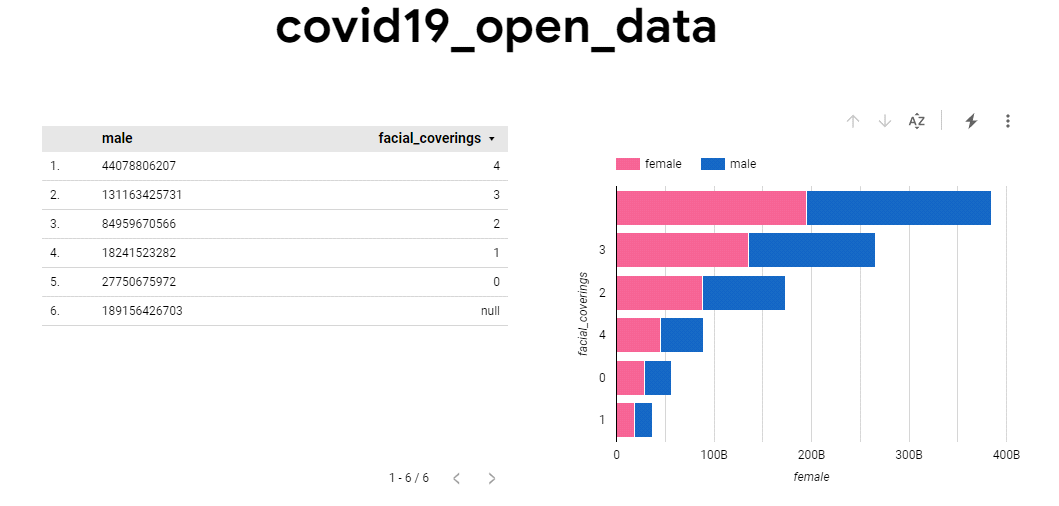 covid19_open_data
male facial_coverings
1. 44078806207 4
2. 131163425731 3
3. 84959670566 2
4. 18241523282 1
5. 27750675972 0
6. 189156426703 null
1 - 6 / 6
AZ
female male
facial_coverings
3
2
4
0
1
0 100B 200B 300B 400B
female